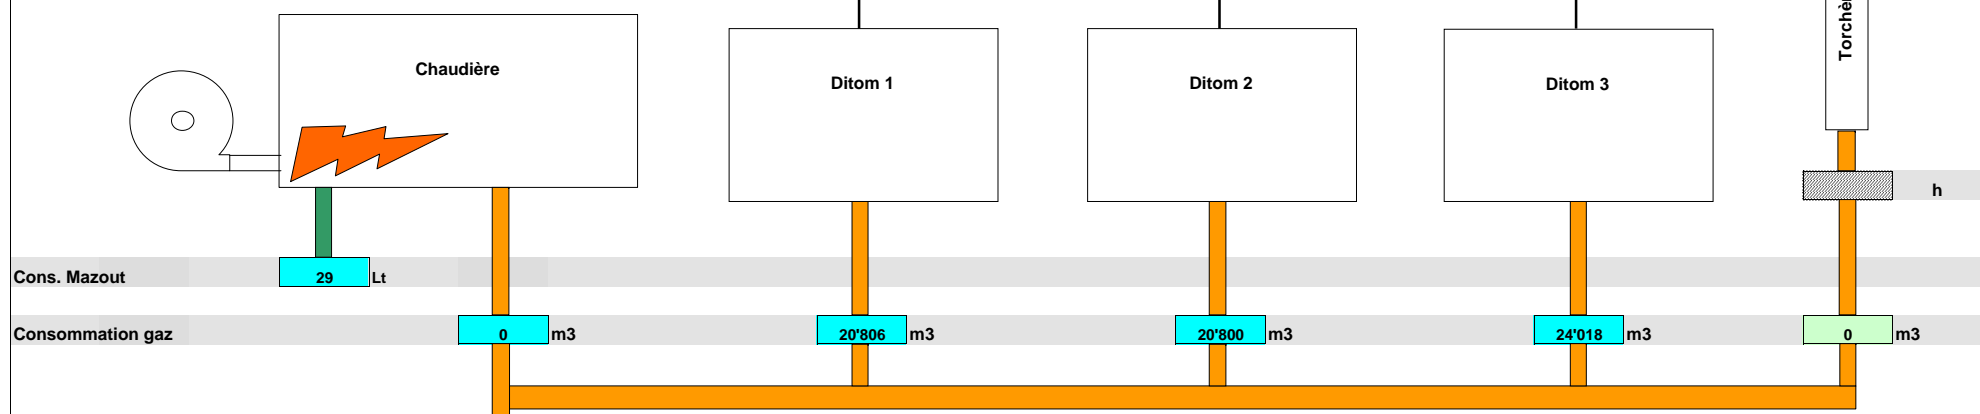 Chaudière
Ditom 1
Ditom 2
Ditom 3
h
Cons. Mazout 29 Lt
Consommation gaz 0 m3 20'806 m3 20'800 m3 24'018 m3 0 m3